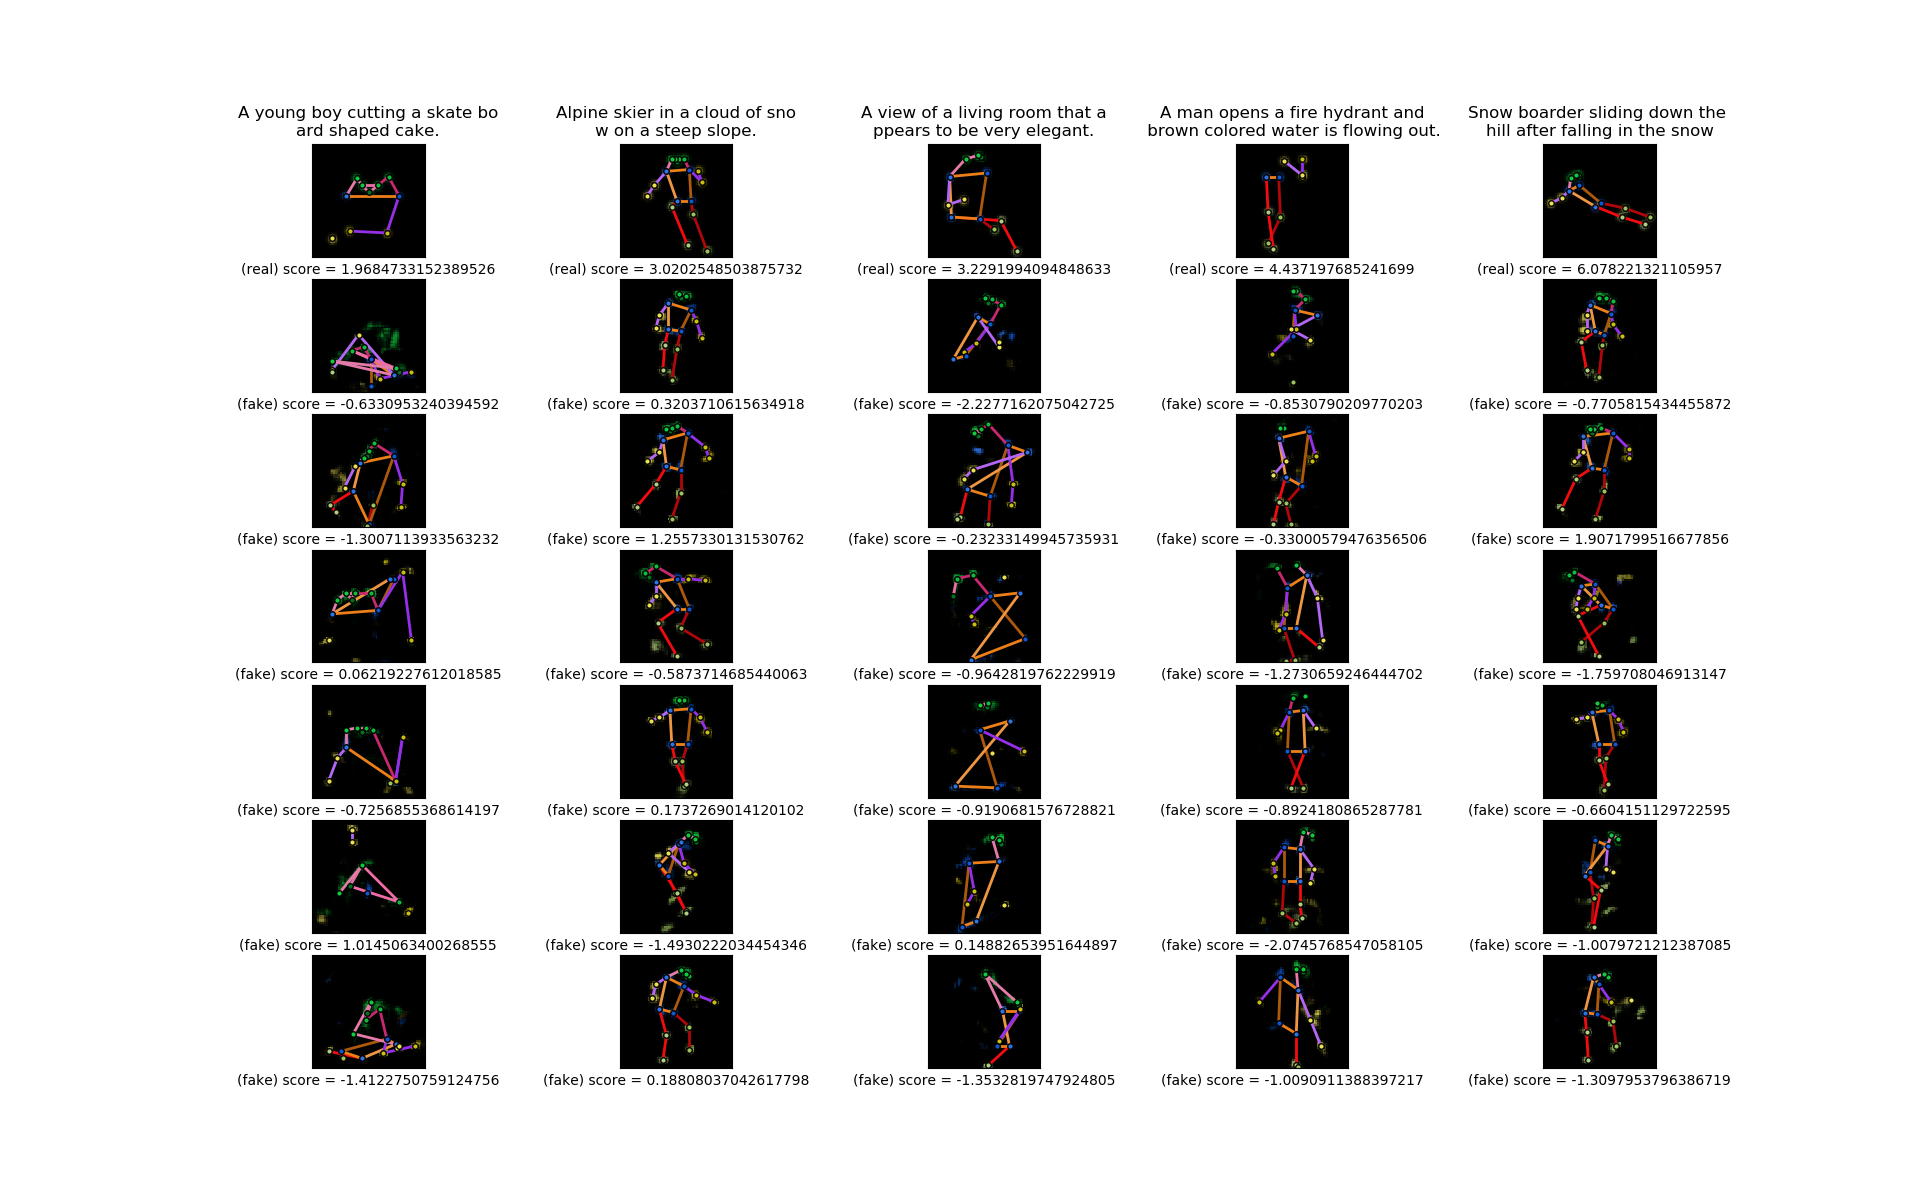 A young boy cutting a skate bo
ard shaped cake.
Alpine skier in a cloud of sno
w on a steep slope.
A view of a living room that a
ppears to be very elegant.
A man opens a fire hydrant and
brown colored water is flowing out.
Snow boarder sliding down the
hill after falling in the snow
(real) score = 1.9684733152389526
(real) score = 3.0202548503875732
(real) score = 3.2291994094848633
(real) score = 4.437197685241699
(real) score = 6.078221321105957
(fake) score = -0.6330953240394592
(fake) score = 0.3203710615634918
(fake) score = -2.2277162075042725
(fake) score = -0.8530790209770203
(fake) score = -0.7705815434455872
(fake) score = -1.3007113933563232
(fake) score = 1.2557330131530762
(fake) score = -0.23233149945735931
(fake) score = -0.33000579476356506
(fake) score = 1.9071799516677856
(fake) score = 0.06219227612018585
(fake) score = -0.5873714685440063
(fake) score = -0.9642819762229919
(fake) score = -1.2730659246444702
(fake) score = -1.759708046913147
(fake) score = -0.7256855368614197
(fake) score = 0.1737269014120102
(fake) score = -0.9190681576728821
(fake) score = -0.8924180865287781
(fake) score = -0.6604151129722595
(fake) score = 1.0145063400268555
(fake) score = -1.4930222034454346
(fake) score = 0.14882653951644897
(fake) score = -2.0745768547058105
(fake) score = -1.0079721212387085
(fake) score = -1.4122750759124756
(fake) score = 0.18808037042617798
(fake) score = -1.3532819747924805
(fake) score = -1.0090911388397217
(fake) score = -1.3097953796386719